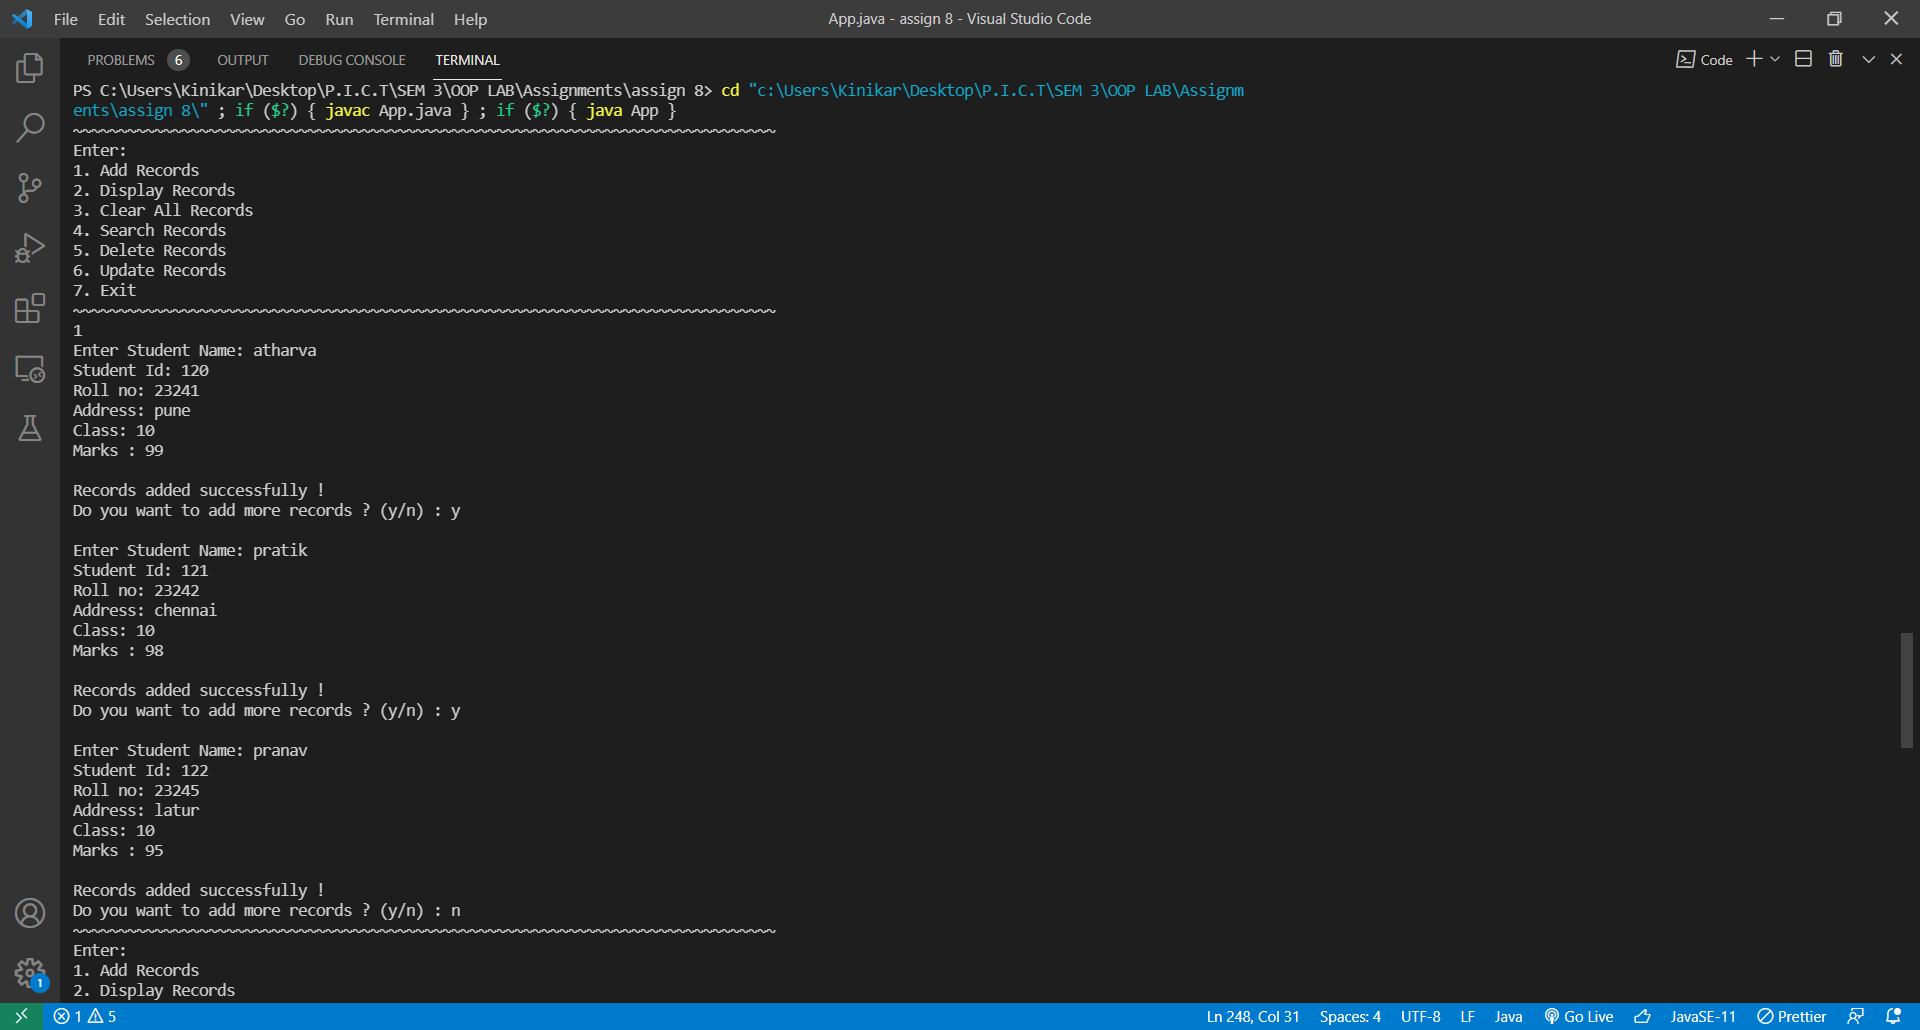 File Edit Selection View Go Run Terminal Help App.java - assign 8 - Visual Studio Code
PROBLEMS 6 OUTPUT DEBUG CONSOLE TERMINAL Code
PS C:\Users\Kinikar\Desktop\P.I.C.T\SEM 3\OOP LAB\Assignments\assign 8> cd "c:\Users\Kinikar\Desktop\P.I.C.T\SEM 3\OOP LAB\Assignm
ents\assign 8\" ; if ($?) { javac App.java } ; if ($?) { java App }
~~~~~~~~~~~~~~~~~~~~~~~~~~~~~~~~~~~~~~~~~~~~~~~~~~~~~~~~~~~~~~~~~~~~~~~~~~~~~~
Enter:
1. Add Records
2. Display Records
3. Clear All Records
4. Search Records
5. Delete Records
6. Update Records
7. Exit
~~~~~~~~~~~~~~~~~~~~~~~~~~~~~~~~~~~~~~~~~~~~~~~~~~~~~~~~~~~~~~~~~~~~~~~~~~~~~~
1
Enter Student Name: atharva
Student Id: 120
Roll no: 23241
Address: pune
Class: 10
Marks : 99
Records added successfully !
Do you want to add more records ? (y/n) : y
Enter Student Name: pratik
Student Id: 121
Roll no: 23242
Address: chennai
Class: 10
Marks : 98
Records added successfully !
Do you want to add more records ? (y/n) : y
Enter Student Name: pranav
Student Id: 122
Roll no: 23245
Address: latur
Class: 10
Marks : 95
Records added successfully !
Do you want to add more records ? (y/n) : n
~~~~~~~~~~~~~~~~~~~~~~~~~~~~~~~~~~~~~~~~~~~~~~~~~~~~~~~~~~~~~~~~~~~~~~~~~~~~~~
Enter:
1. Add Records
2. Display Records
1
1 5 Ln 248, Col 31 Spaces: 4 UTF-8 LF Java Go Live JavaSE-11 Prettier